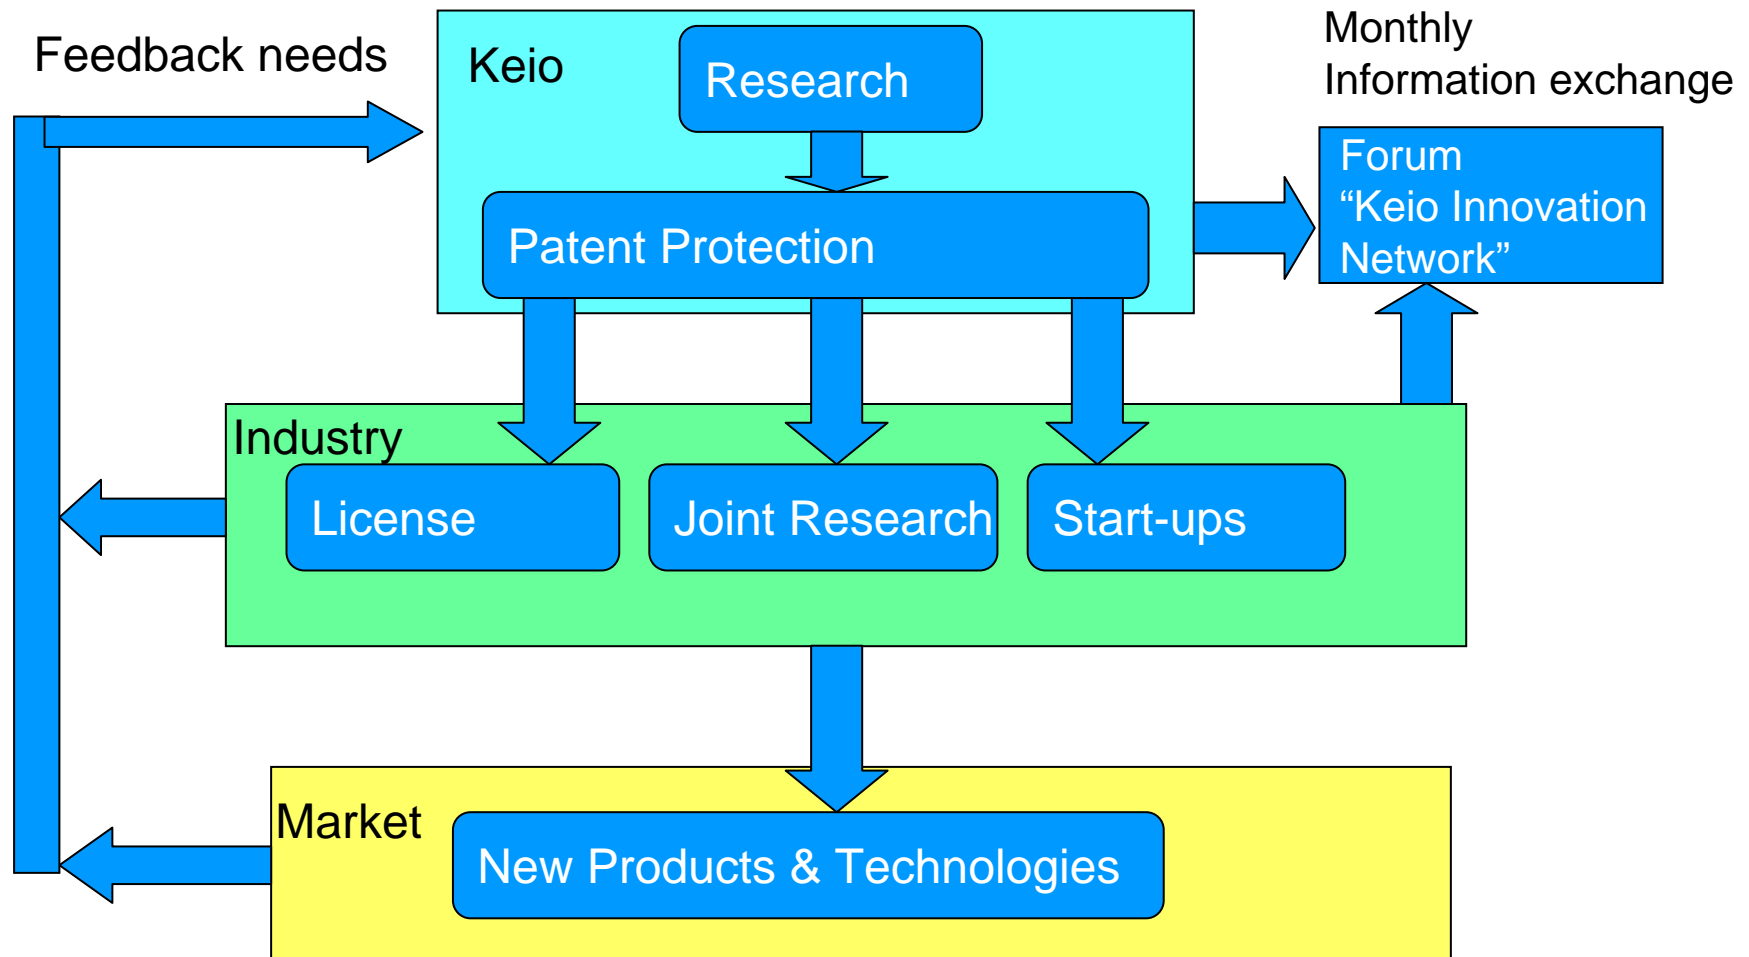 Feedback needs
Keio
Research
Monthly
Information exchange
Patent Protection
Forum
“Keio Innovation
Network”
Industry
License
Joint Research
Start-ups
Market
New Products & Technologies